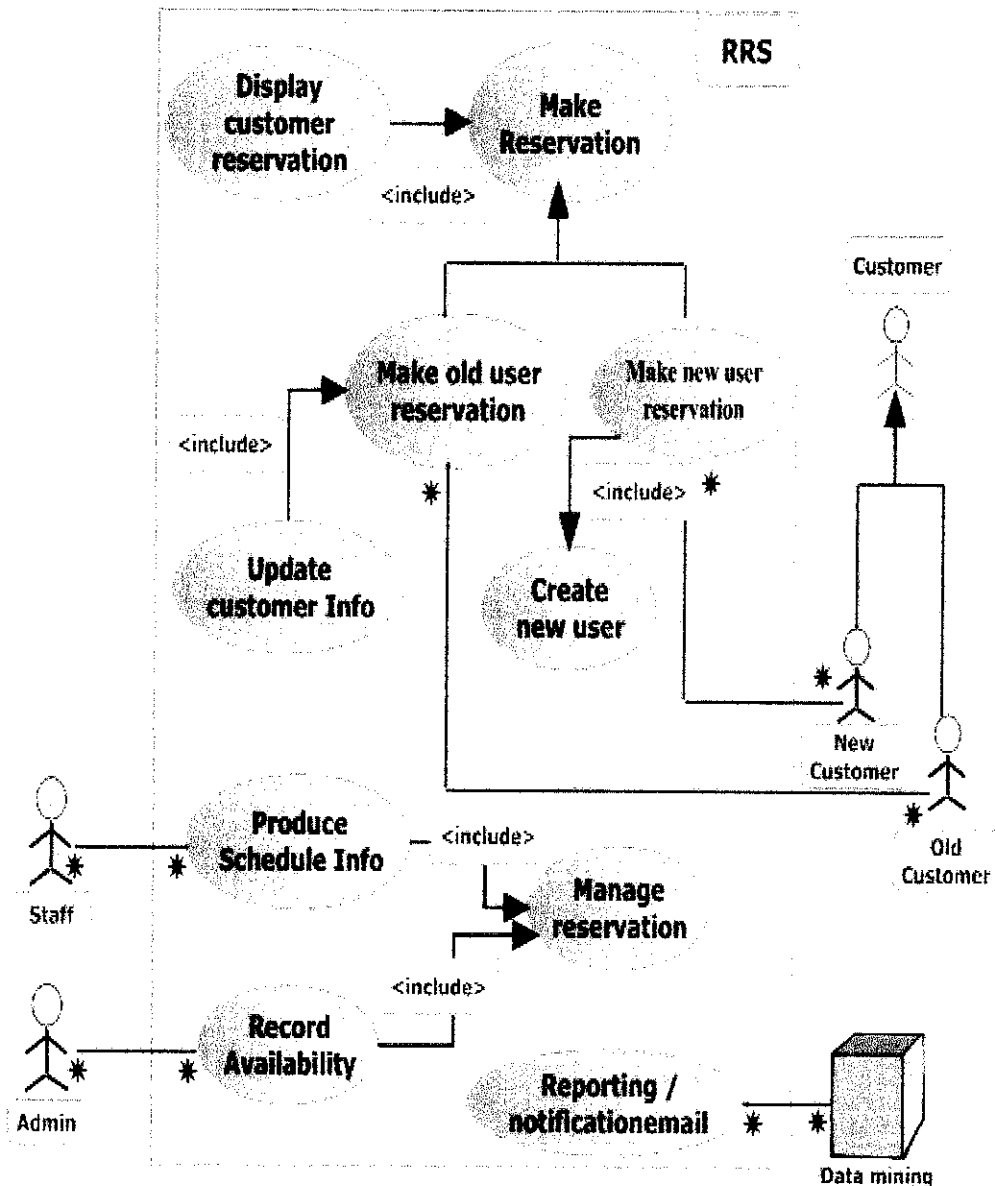 RRS
Display
customer
reservation
Make
Reservation
<include>
Customer
Make old user
reservation
Make new user
reservation
<include>
<include>
*
*
Update
customer Info
Create
new user
*
New
Customer
*
Old
Customer
Produce
Schedule Info
<include>
*
*
Staff
Manage
reservation
<include>
Record
Availability
*
*
Admin
Reporting /
notificationemail
*
*
Data mining